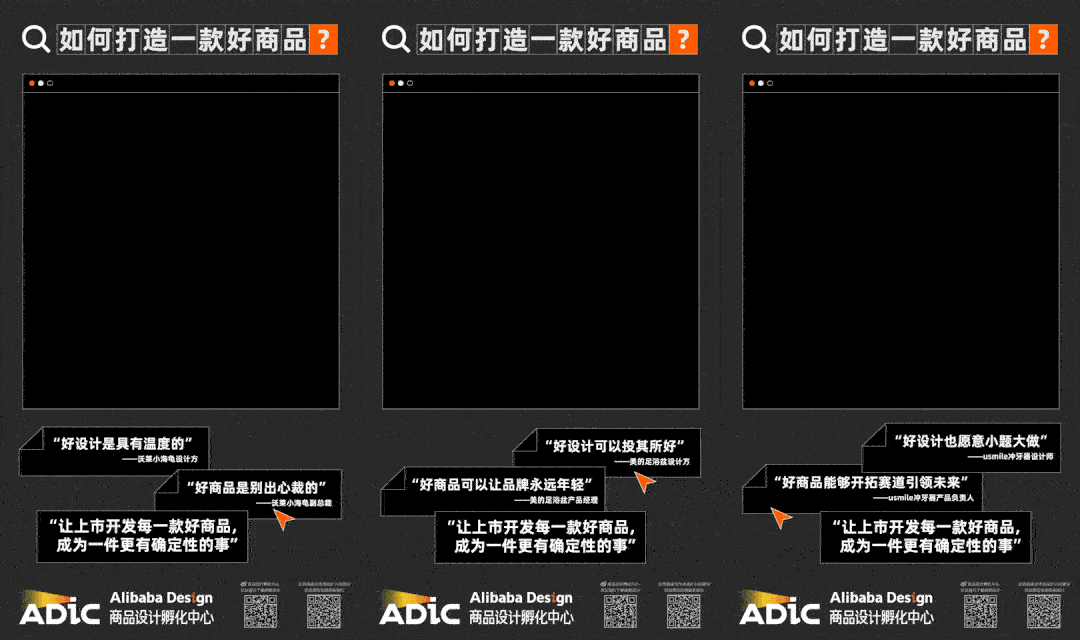 如何打造一款好商品?
“好设计是具有温度的”
——沃莱小海龟设计方
“好商品是别出心裁的”
——沃莱小海龟副总裁
“让上市开发每一款好商品，
成为一件更有确定性的事”
ADiC
Alibaba Design
商品设计孵化中心
如何打造一款好商品?
“好设计可以投其所好”
——美的足浴盆设计方
“好商品可以让品牌永远年轻”
——美的足浴盆产品经理
“让上市开发每一款好商品，
成为一件更有确定性的事”
ADiC
Alibaba Design
商品设计孵化中心
如何打造一款好商品?
“好设计也愿意小题大做”
——usmile冲牙器设计师
“好商品能够开拓赛道引领未来”
——usmile冲牙器产品负责人
“让上市开发每一款好商品，
成为一件更有确定性的事”
ADiC
Alibaba Design
商品设计孵化中心